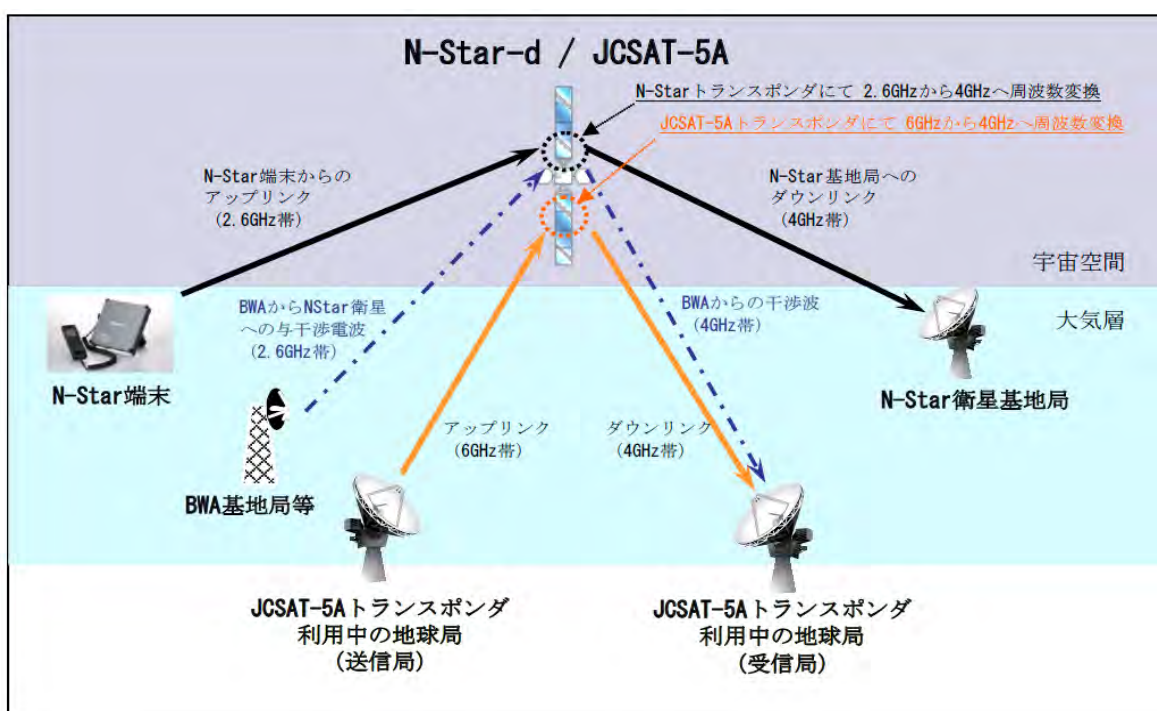 N-Star-d / JCSAT-5A
N-Starトランスポンダにて 2.6GHzから4GHzへ周波数変換
JCSAT-5Aトランスポンダにて 6GHzから4GHzへ周波数変換
N-Star端末からの
アップリンク
(2.6GHz帯)
N-Star基地局への
ダウンリンク
(4GHz帯)
宇宙空間
大気層
BWAからNStar衛星
への与干渉電波
(2.6GHz帯)
BWAからの干渉波
(4GHz帯)
N-Star端末
N-Star衛星基地局
アップリンク
(6GHz帯)
ダウンリンク
(4GHz帯)
BWA基地局等
JCSAT-5Aトランスポンダ
利用中の地球局
(送信局)
JCSAT-5Aトランスポンダ
利用中の地球局
(受信局)